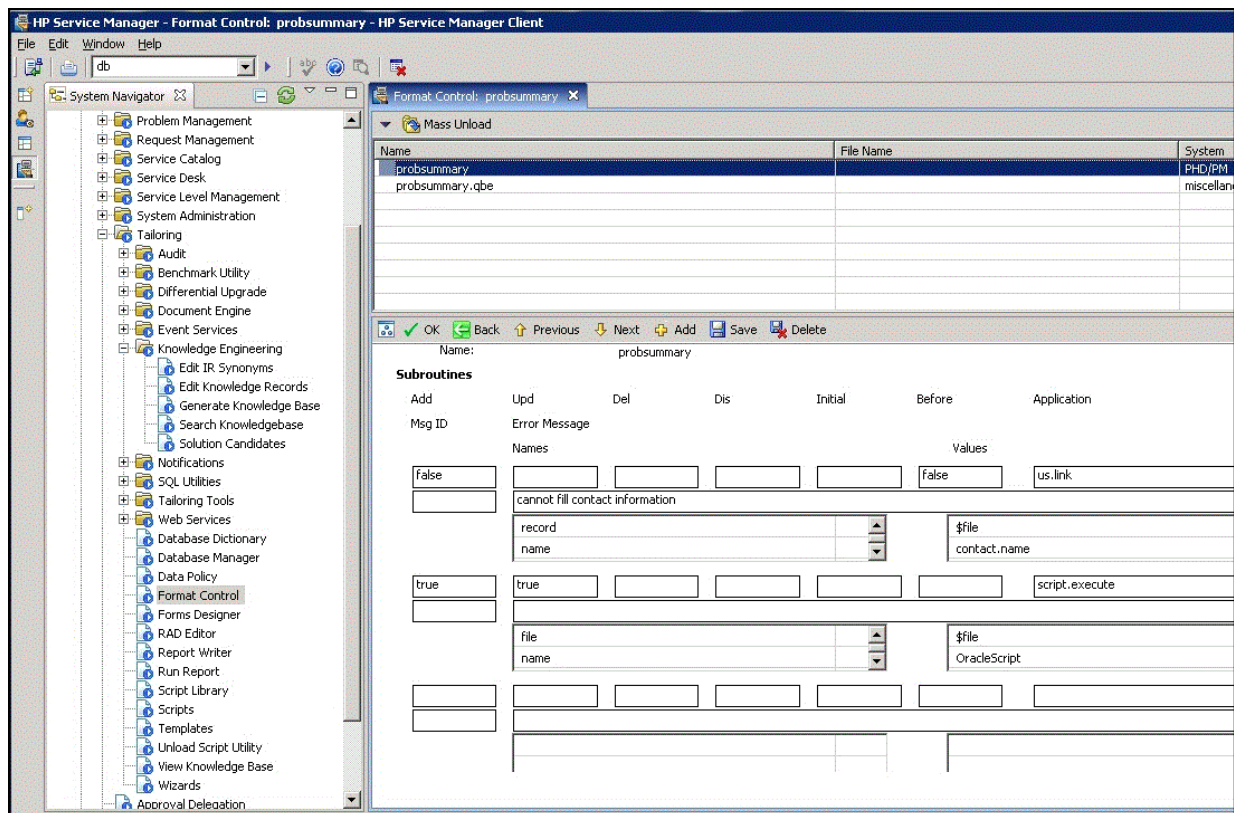 HP Service Manager - Format Control: probsummary - HP Service Manager Client
File Edit Window Help
db
abc
System Navigator
Problem Management
Request Management
Service Catalog
Service Desk
Service Level Management
System Administration
Tailoring
Audit
Benchmark Utility
Differential Upgrade
Document Engine
Event Services
Knowledge Engineering
Edit IR Synonyms
Edit Knowledge Records
Generate Knowledge Base
Search Knowledgebase
Solution Candidates
Notifications
SQL Utilities
Tailoring Tools
Web Services
Database Dictionary
Database Manager
Data Policy
Format Control
Forms Designer
RAD Editor
Report Writer
Run Report
Script Library
Scripts
Templates
Unload Script Utility
View Knowledge Base
Wizards
Approval Delegation
Format Control: probsummary
Mass Unload
Name File Name System
probsummary PHD/PM
probsummary.qbe miscellan
OK Back Previous Next Add Save Delete
Name: probsummary
Subroutines
Add Upd Del Dis Initial Before Application
Msg ID Error Message
Names Values
false false us.link
cannot fill contact information
record $file
name contact.name
true true script.execute
file $file
name OracleScript